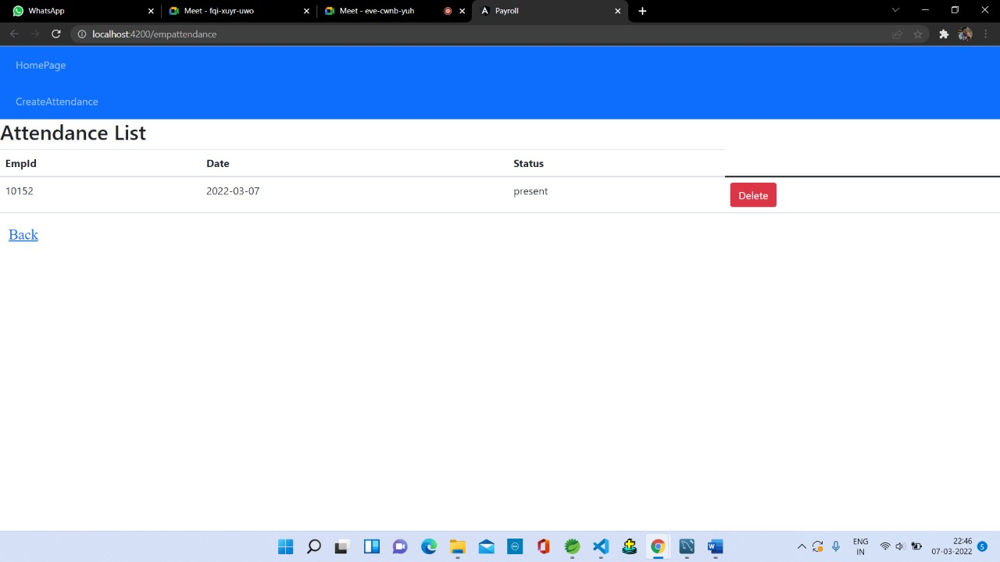 WhatsApp
Meet - fqi-xuyr-uwo
Meet - eve-cwnb-yuh
Payroll
localhost:4200/empattendance
HomePage
CreateAttendance
Attendance List
EmpId Date Status
10152 2022-03-07 present Delete
Back
ENG
IN
22:46
07-03-2022
5